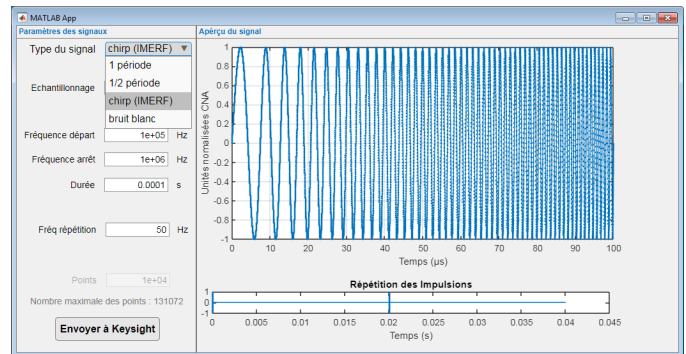 MATLAB App
Paramètres des signaux
Type du signal chirp (IMERF)
1 période
1/2 période
chirp (IMERF)
bruit blanc
Echantillonnage
Fréquence départ 1e+05 Hz
Fréquence arrêt 1e+06 Hz
Durée 0.0001 s
Fréq répétition 50 Hz
Points 1e+04
Nombre maximale des points : 131072
Envoyer à Keysight
Aperçu du signal
Unités normalisées CNA
1
0.8
0.6
0.4
0.2
0
-0.2
-0.4
-0.6
-0.8
-1
0 10 20 30 40 50 60 70 80 90 100
Temps (µs)
Répétition des Impulsions
1
0
-1
0 0.005 0.01 0.015 0.02 0.025 0.03 0.035 0.04 0.045
Temps (s)